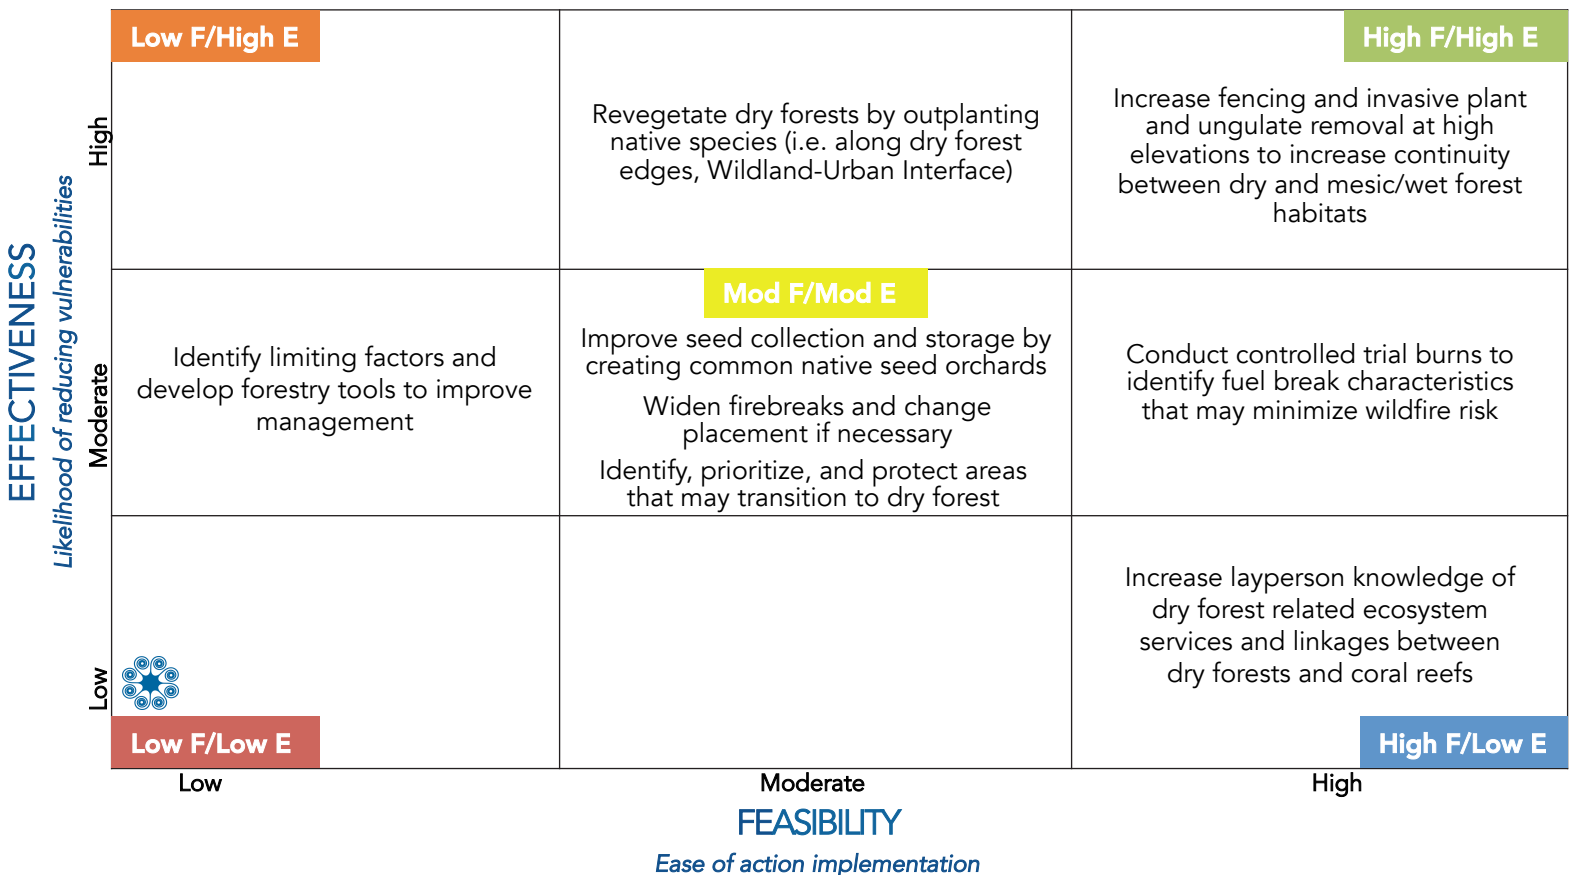 Low F/High E
High F/High E
Revegetate dry forests by outplanting
native species (i.e. along dry forest
edges, Wildland-Urban Interface)
Increase fencing and invasive plant
and ungulate removal at high
elevations to increase continuity
between dry and mesic/wet forest
habitats
EFFECTIVENESS
Likelihood of reducing vulnerabilities
High
Moderate
Low
Identify limiting factors and
develop forestry tools to improve
management
Mod F/Mod E
Improve seed collection and storage by
creating common native seed orchards
Widen firebreaks and change
placement if necessary
Identify, prioritize, and protect areas
that may transition to dry forest
Conduct controlled trial burns to
identify fuel break characteristics
that may minimize wildfire risk
Increase layperson knowledge of
dry forest related ecosystem
services and linkages between
dry forests and coral reefs
Low F/Low E
High F/Low E
Low
Moderate
High
FEASIBILITY
Ease of action implementation